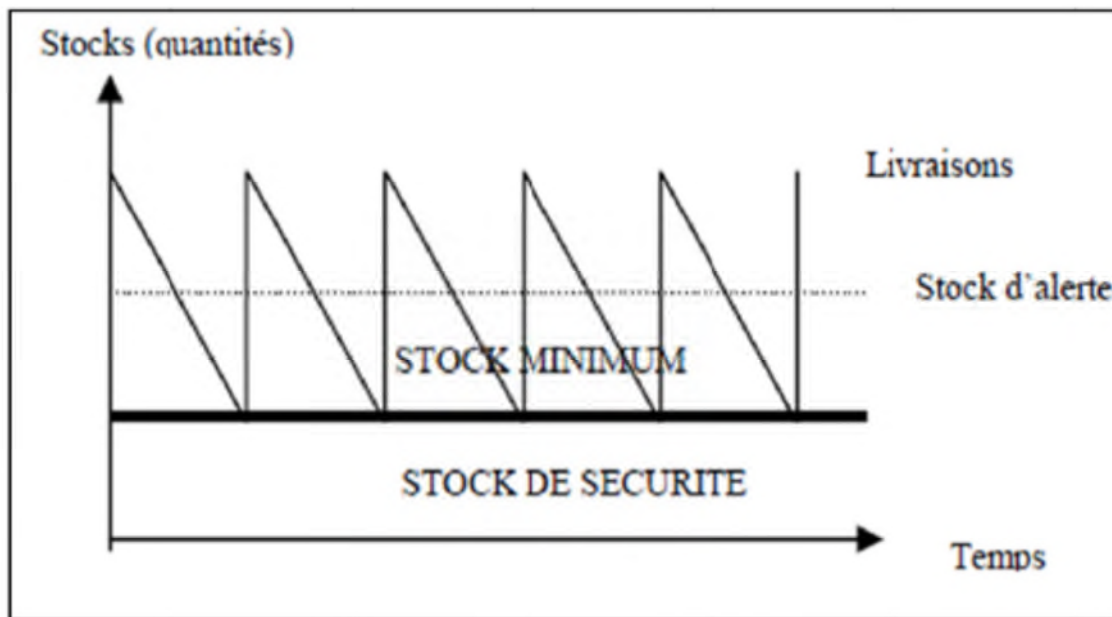 Stocks (quantités)
Livraisons
Stock d'alerte
STOCK MINIMUM
STOCK DE SECURITE
Temps